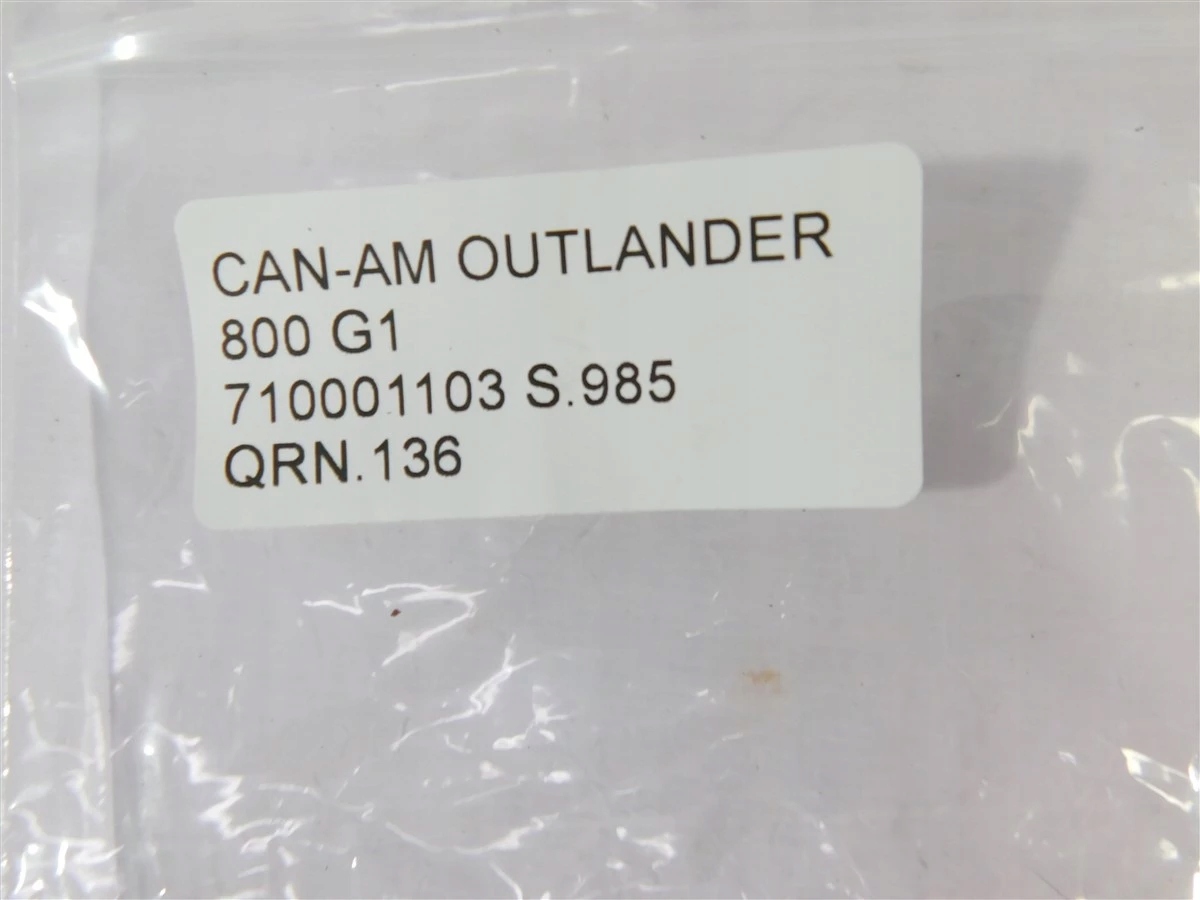 CAN-AM OUTLANDER
800 G1
710001103 S.985
QRN.136